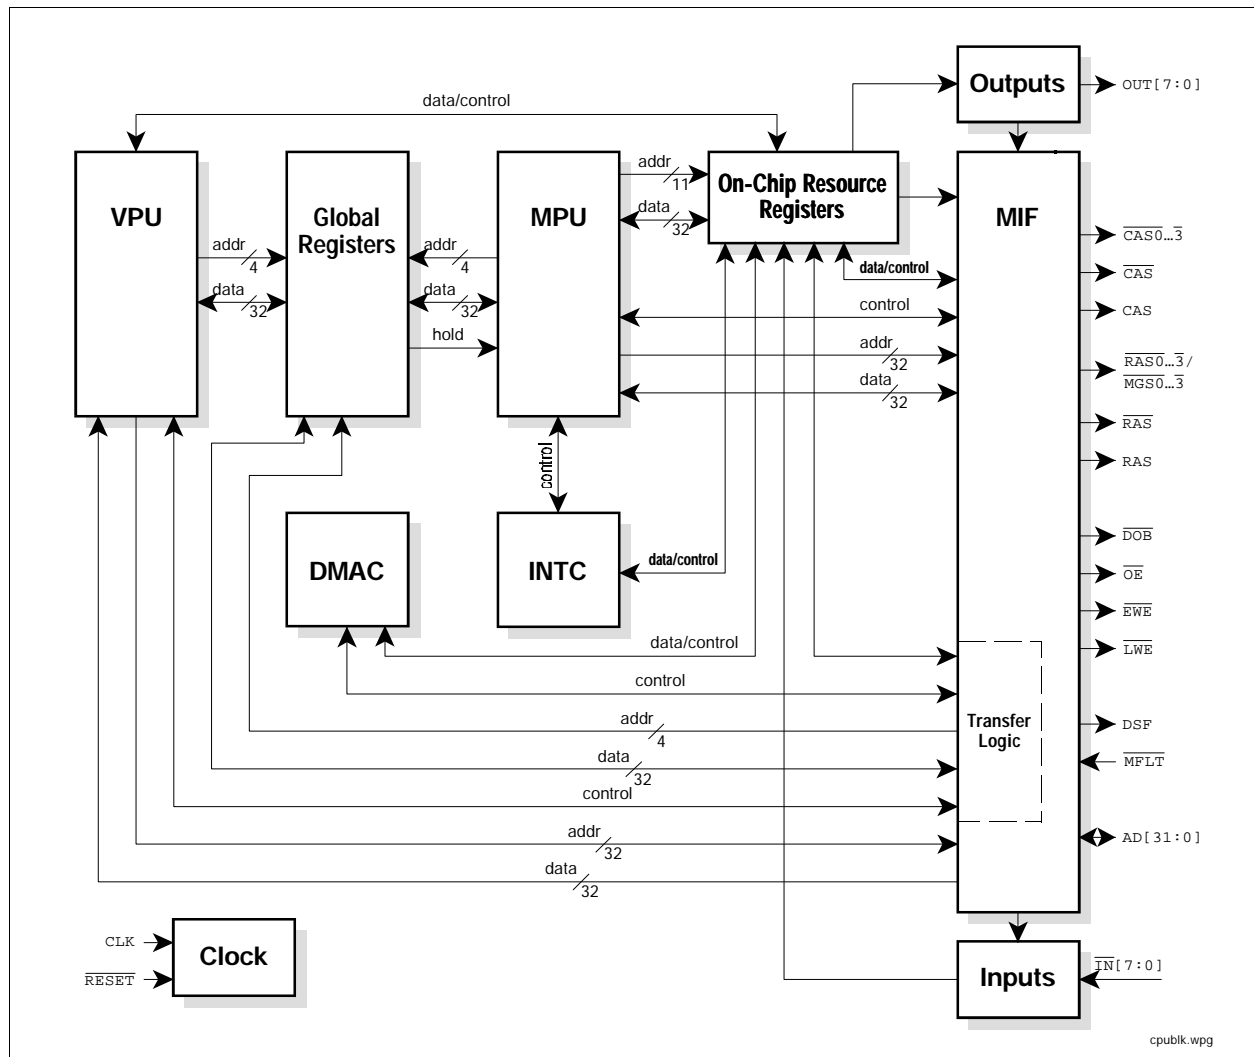 Outputs
OUT[7:0]
data/control
VPU
Global
Registers
MPU
addr
11
data
32
On-Chip Resource
Registers
MIF
addr
4
data
32
addr
4
data
32
hold
data/control
control
addr
32
data
32
CAS0...3
CAS
CAS
RAS0...3/
MGS0...3
RAS
RAS
control
DMAC
INTC
data/control
DOB
OE
EWE
LWE
data/control
control
addr
4
data
32
control
addr
32
data
32
Transfer
Logic
DSF
MFLT
AD[31:0]
CLK
RESET
Clock
Inputs
IN[7:0]
cpublk.wpg